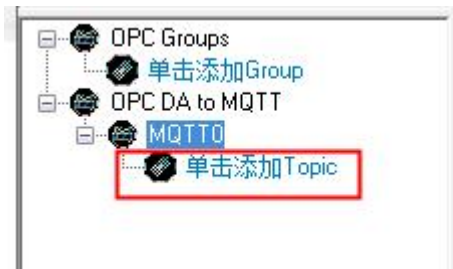 OPC Groups
单击添加Group
OPC DA to MQTT
MQTT0
单击添加Topic